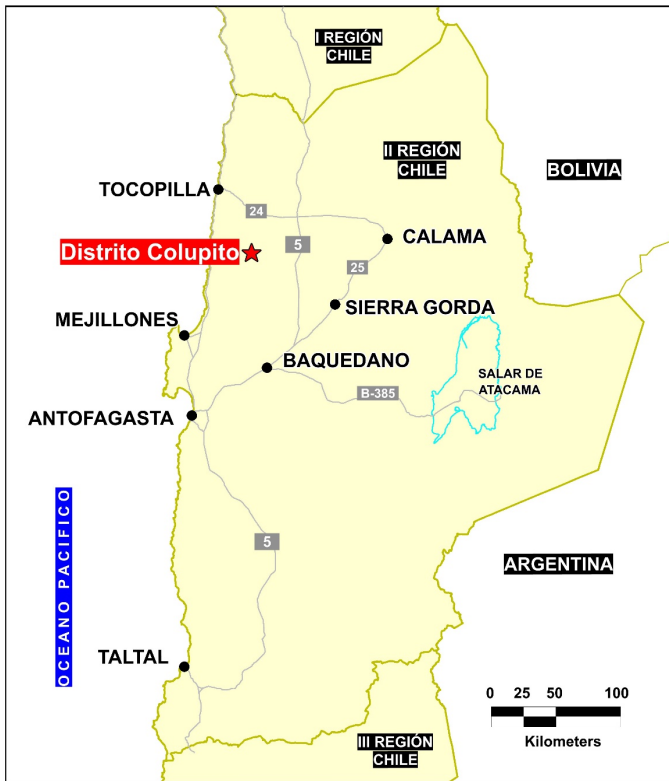 I REGIÓN
CHILE
II REGIÓN
CHILE
BOLIVIA
TOCOPILLA
24
5
CALAMA
Distrito Colupito
25
SIERRA GORDA
MEJILLONES
BAQUEDANO
SALAR DE
ATACAMA
B-385
ANTOFAGASTA
OCEANO PACIFICO
5
ARGENTINA
TALTAL
0 25 50 100
Kilometers
III REGIÓN
CHILE